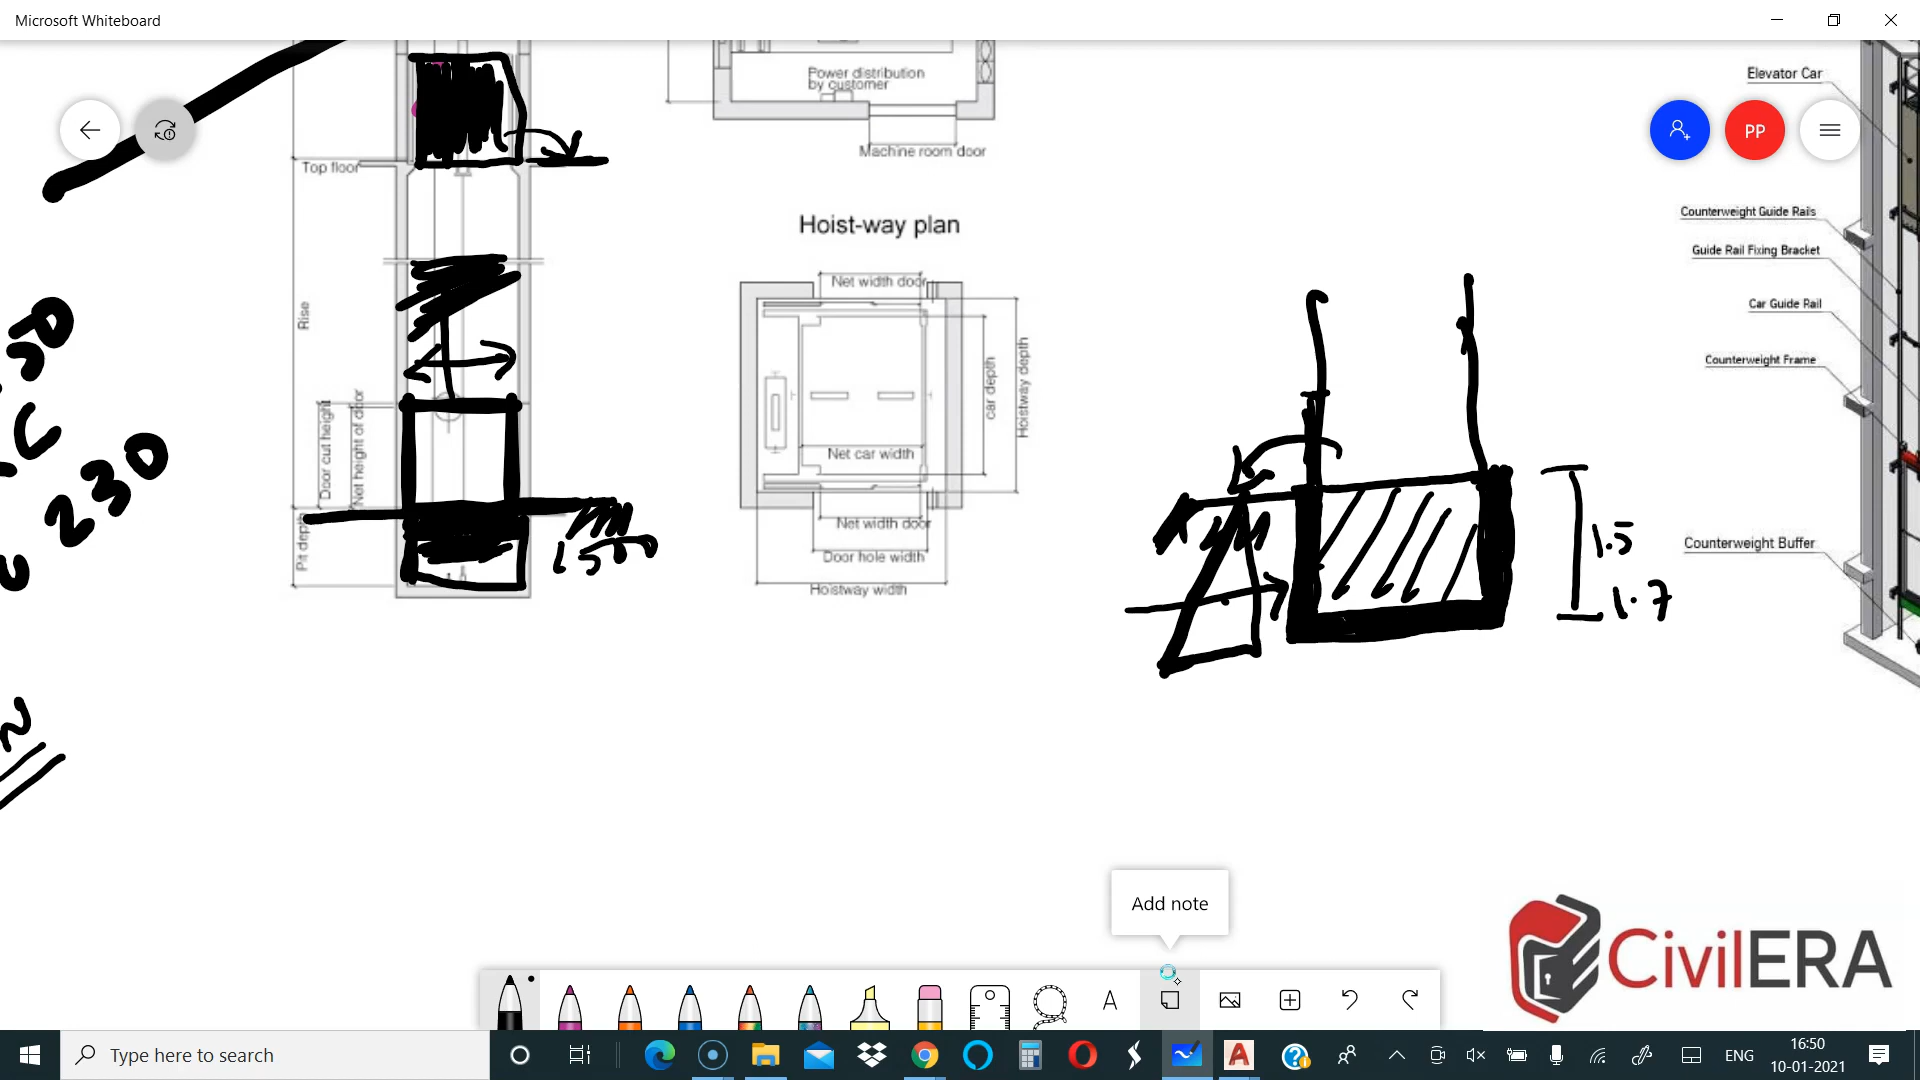 Microsoft Whiteboard
Power distribution
by customer
Machine room door
Top floor
Rise
Door cut height
Net height of door
Pit depth
1500
230
Hoist-way plan
Net width door
car depth
Hoistway depth
Net car width
Net width door
Door hole width
Hoistway width
1.5
1.7
Elevator Car
Counterweight Guide Rails
Guide Rail Fixing Bracket
Car Guide Rail
Counterweight Frame
Counterweight Buffer
PP
Add note
CivilERA
Type here to search
ENG
16:50
10-01-2021